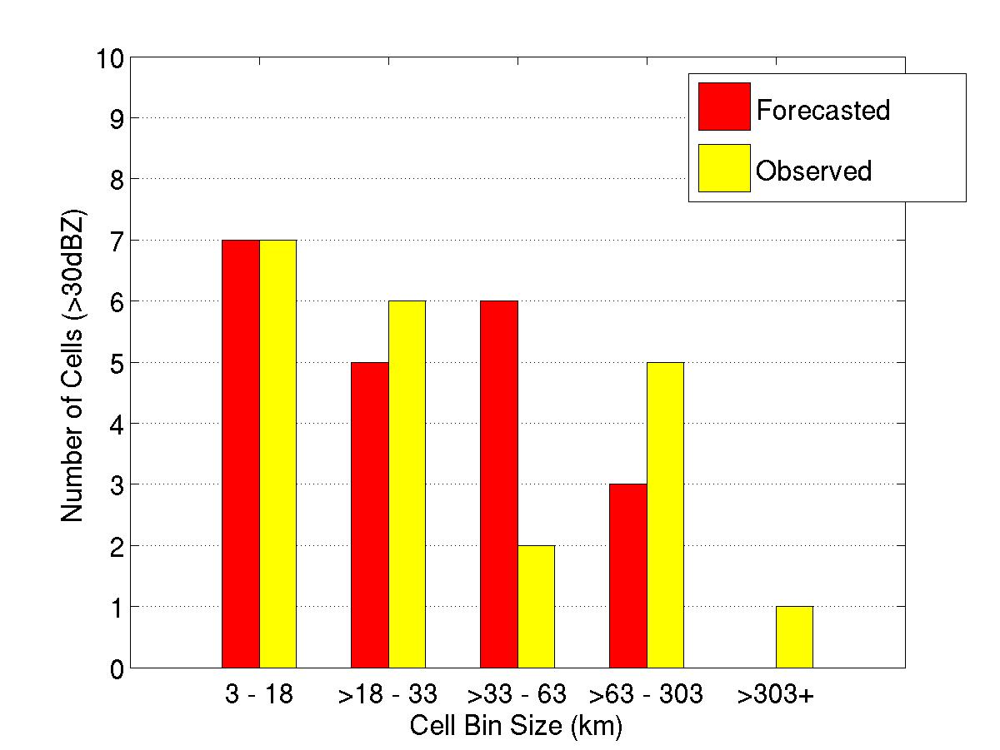 10
9
8
7
6
5
4
3
2
1
0
Number of Cells (>30dBZ)
Forecasted
Observed
3 - 18 >18 - 33 >33 - 63 >63 - 303 >303+
Cell Bin Size (km)